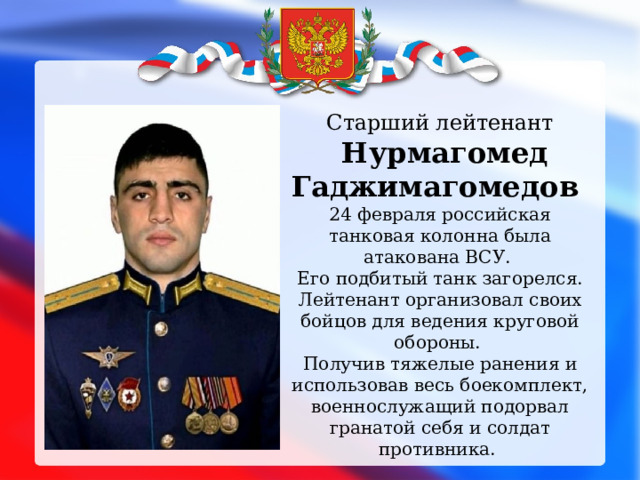 Старший лейтенант
Нурмагомед
Гаджимагомедов
24 февраля российская
танковая колонна была
атакована ВСУ.
Его подбитый танк загорелся.
Лейтенант организовал своих
бойцов для ведения круговой
обороны.
Получив тяжелые ранения и
использовав весь боекомплект,
военнослужащий подорвал
гранатой себя и солдат
противника.